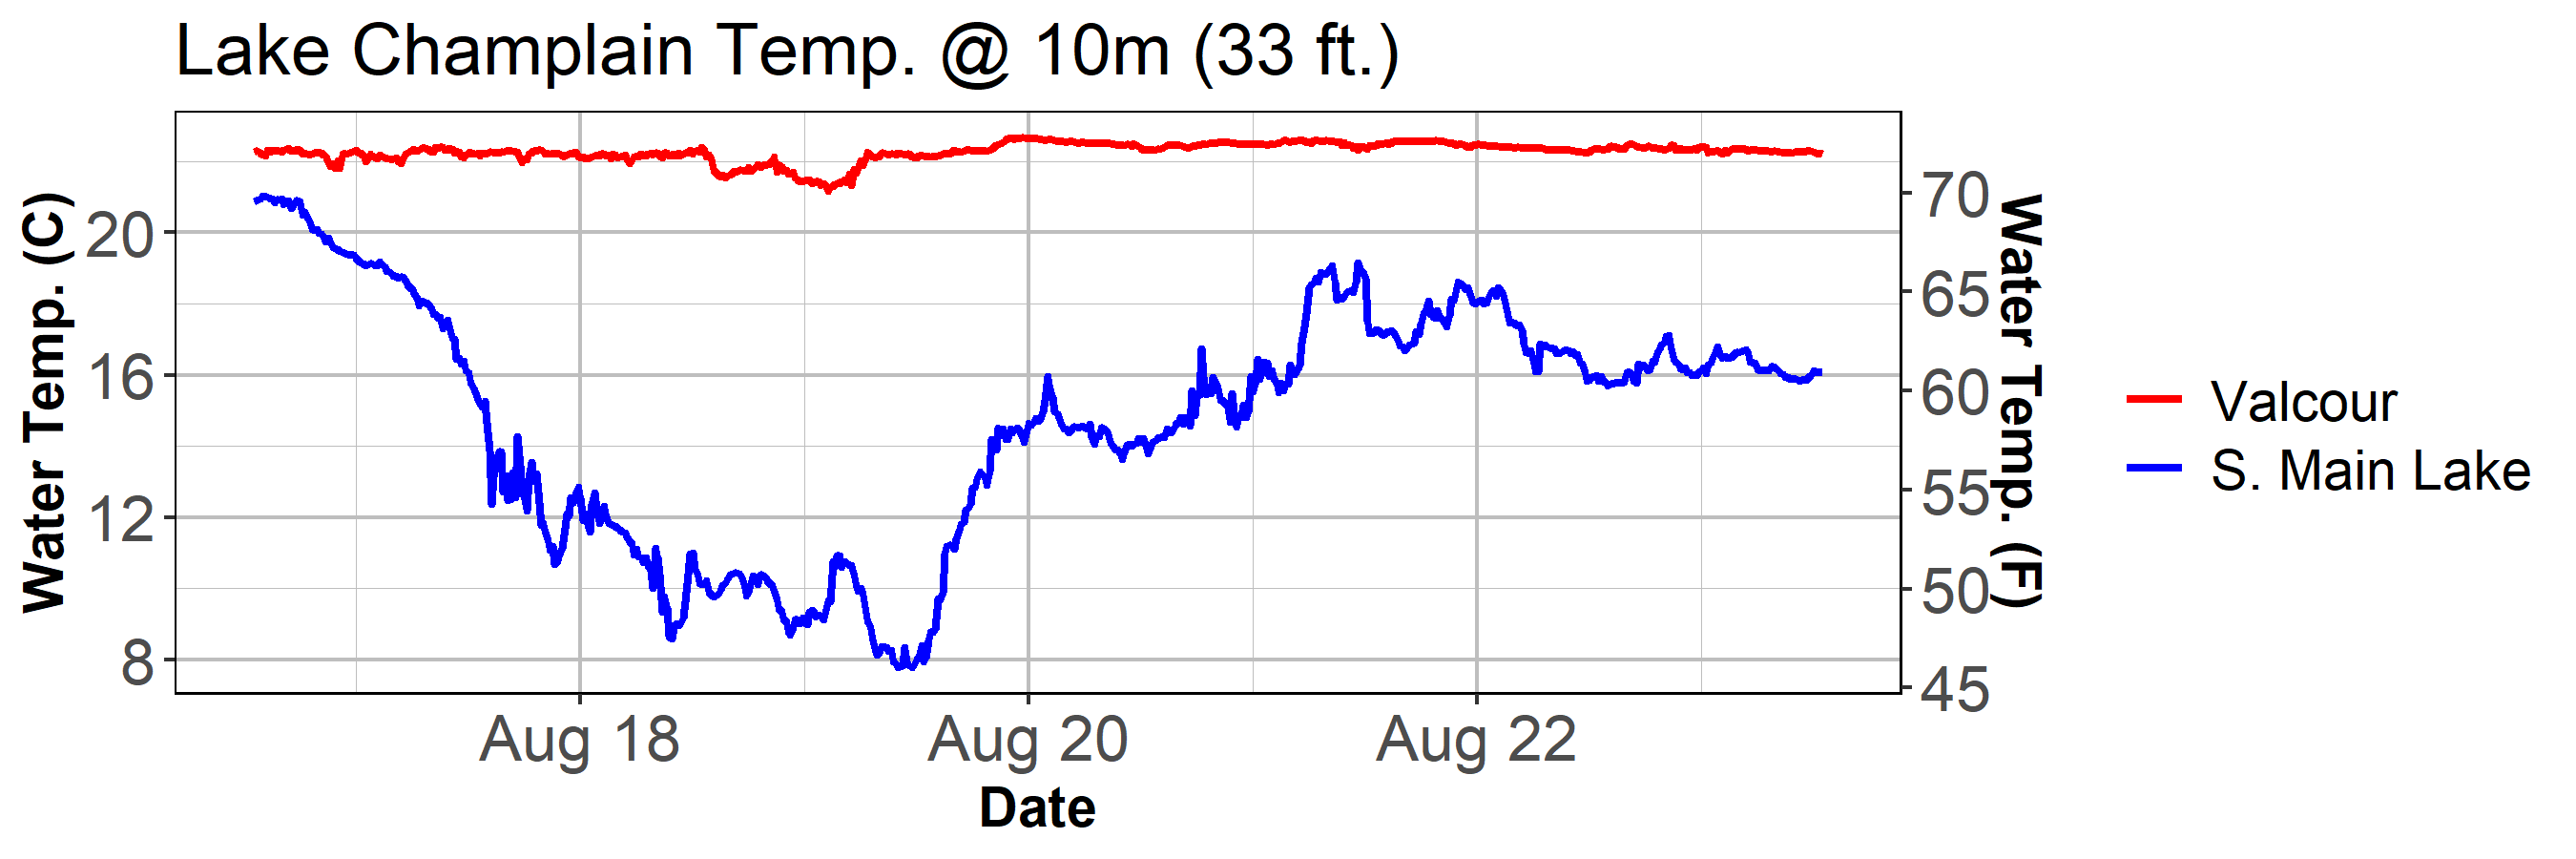 Lake Champlain Temp. @ 10m (33 ft.)
Water Temp. (C)
20
16
12
8
70
65
60
55
50
45
Water Temp. (F)
Aug 18
Aug 20
Aug 22
Date
Valcour
S. Main Lake